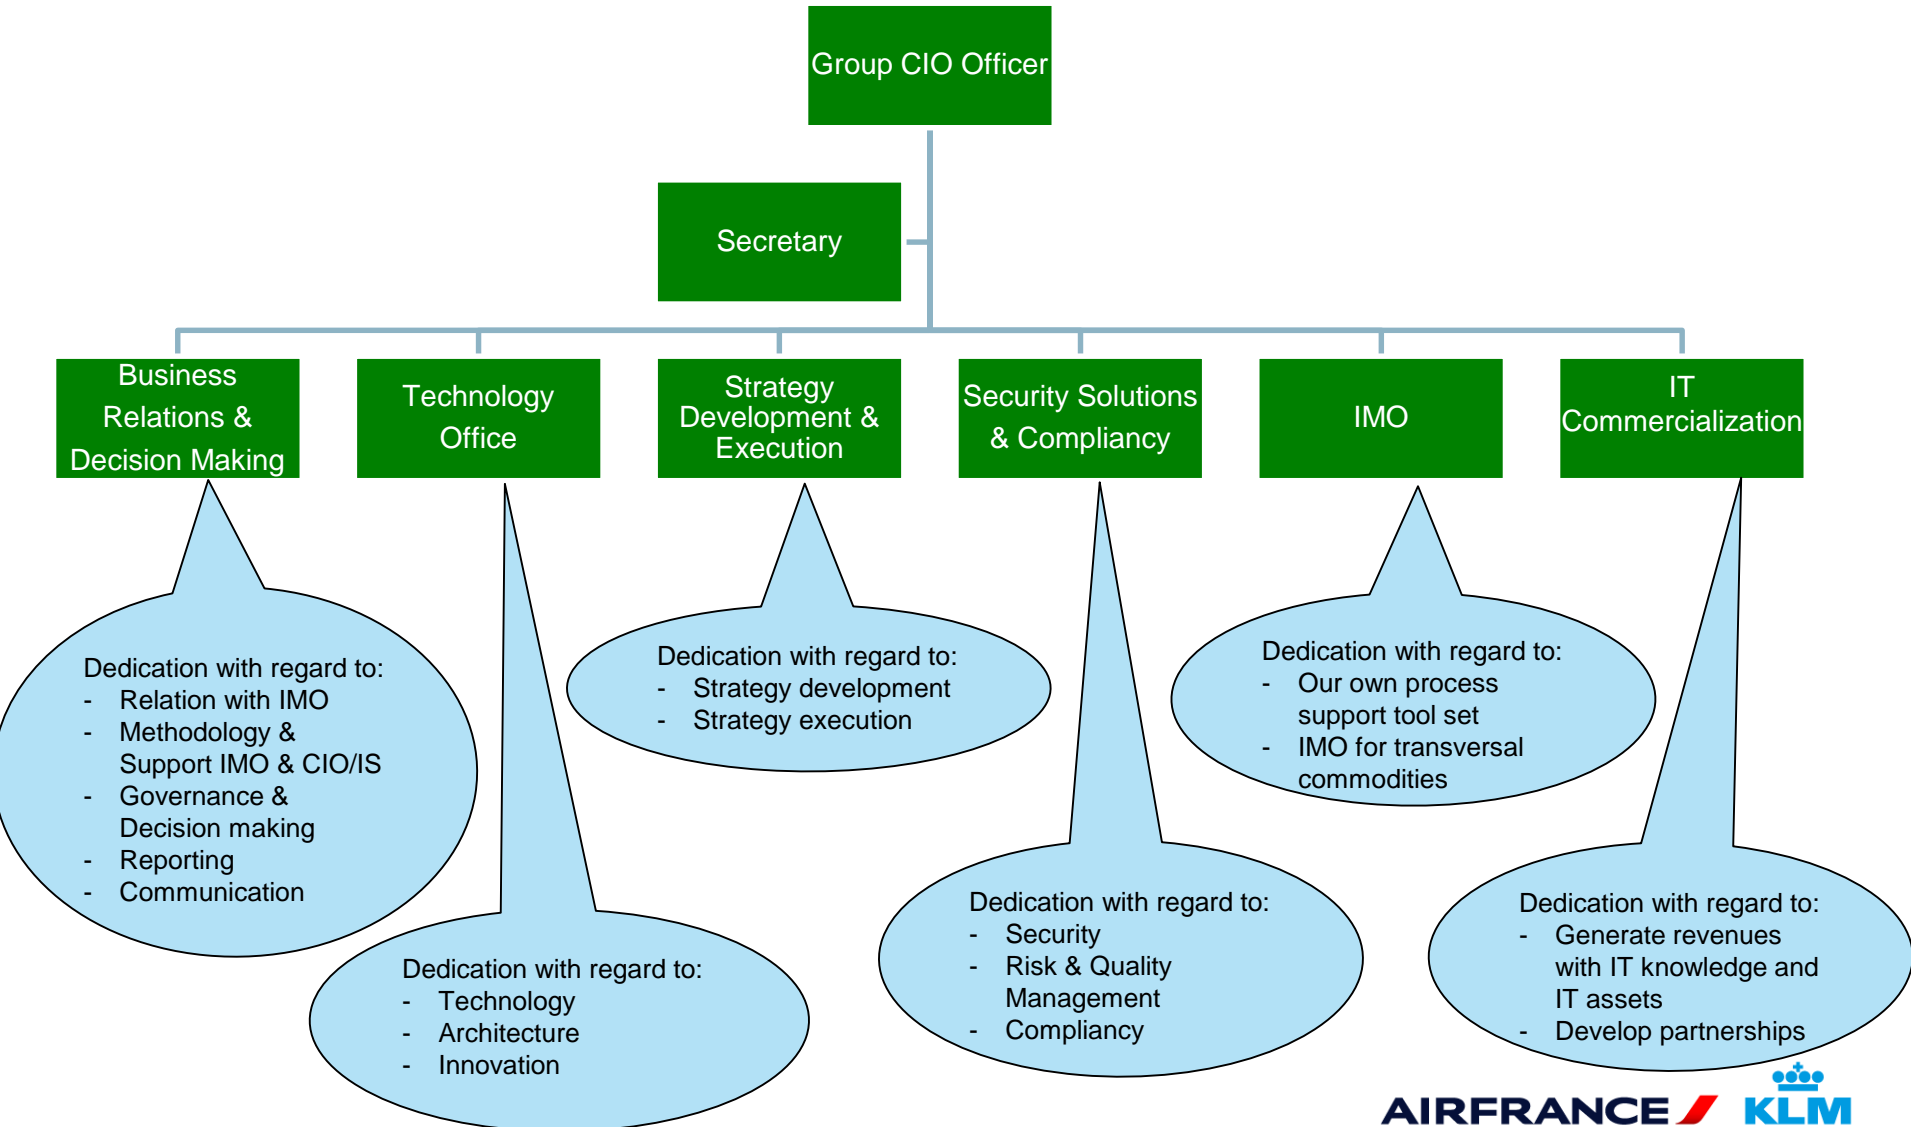 Group CIO Officer
Secretary
Business
Relations &
Decision Making
Technology
Office
Strategy
Development &
Execution
Security Solutions
& Compliancy
IMO
IT
Commercialization
Dedication with regard to:
- Relation with IMO
- Methodology &
Support IMO & CIO/IS
- Governance &
Decision making
- Reporting
- Communication
Dedication with regard to:
- Technology
- Architecture
- Innovation
Dedication with regard to:
- Strategy development
- Strategy execution
Dedication with regard to:
- Security
- Risk & Quality
Management
- Compliancy
Dedication with regard to:
- Our own process
support tool set
- IMO for transversal
commodities
Dedication with regard to:
- Generate revenues
with IT knowledge and
IT assets
- Develop partnerships
AIRFRANCE
KLM